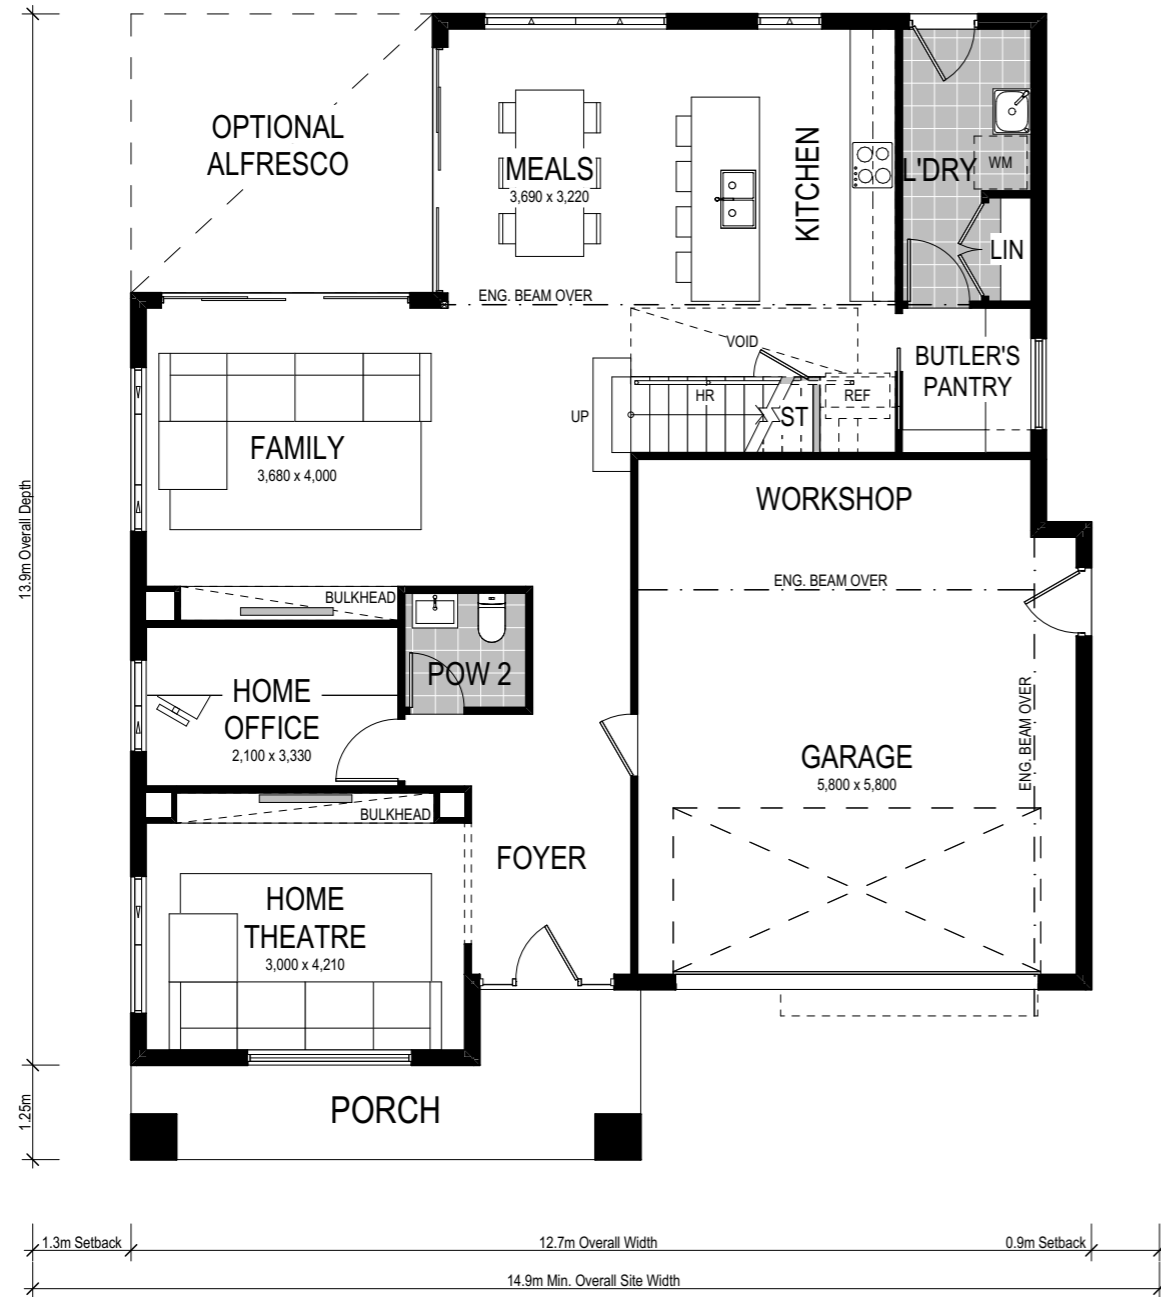 OPTIONAL
ALFRESCO
MEALS
3,690 x 3,220
KITCHEN
L'DRY
WM
LIN
ENG. BEAM OVER
VOID
BUTLER'S
PANTRY
UP
HR
ST
REF
FAMILY
3,680 x 4,000
WORKSHOP
13.9m Overall Depth
ENG. BEAM OVER
BULKHEAD
POW 2
HOME
OFFICE
2,100 x 3,330
ENG. BEAM OVER
GARAGE
5,800 x 5,800
BULKHEAD
FOYER
HOME
THEATRE
3,000 x 4,210
PORCH
1.25m
1.3m Setback
12.7m Overall Width
0.9m Setback
14.9m Min. Overall Site Width